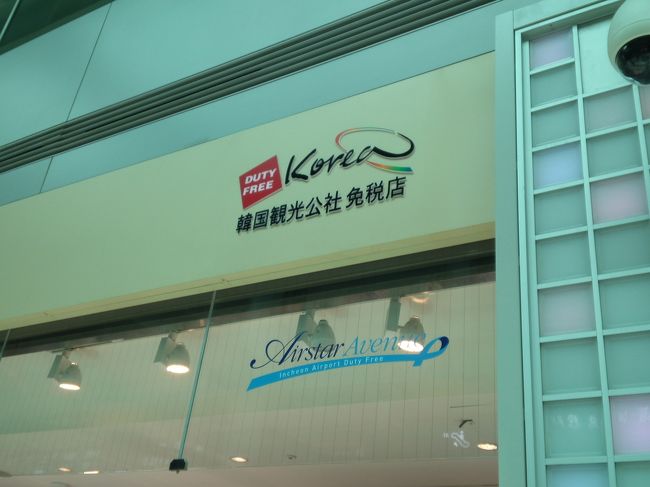 DUTY FREE Korea
韓国観光公社 免税店
Airstar Avenue
Incheon Airport Duty Free